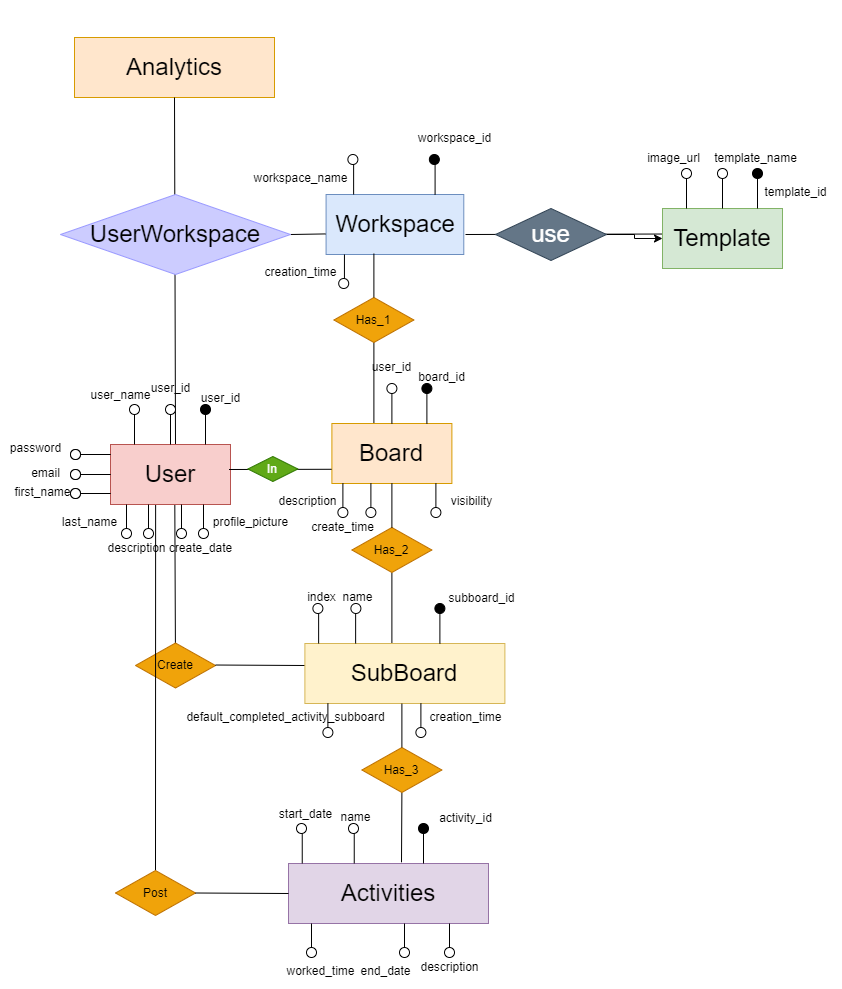 Analytics
workspace_id
image_url
template_name
workspace_name
template_id
UserWorkspace
Workspace
use
Template
creation_time
Has_1
user_id
board_id
user_name
user_id
user_id
password
email
first_name
User
In
Board
last_name
description
create_date
profile_picture
description
create_time
visibility
Has_2
index
name
subboard_id
Create
SubBoard
default_completed_activity_subboard
creation_time
Has_3
start_date
name
activity_id
Post
Activities
worked_time
end_date
description